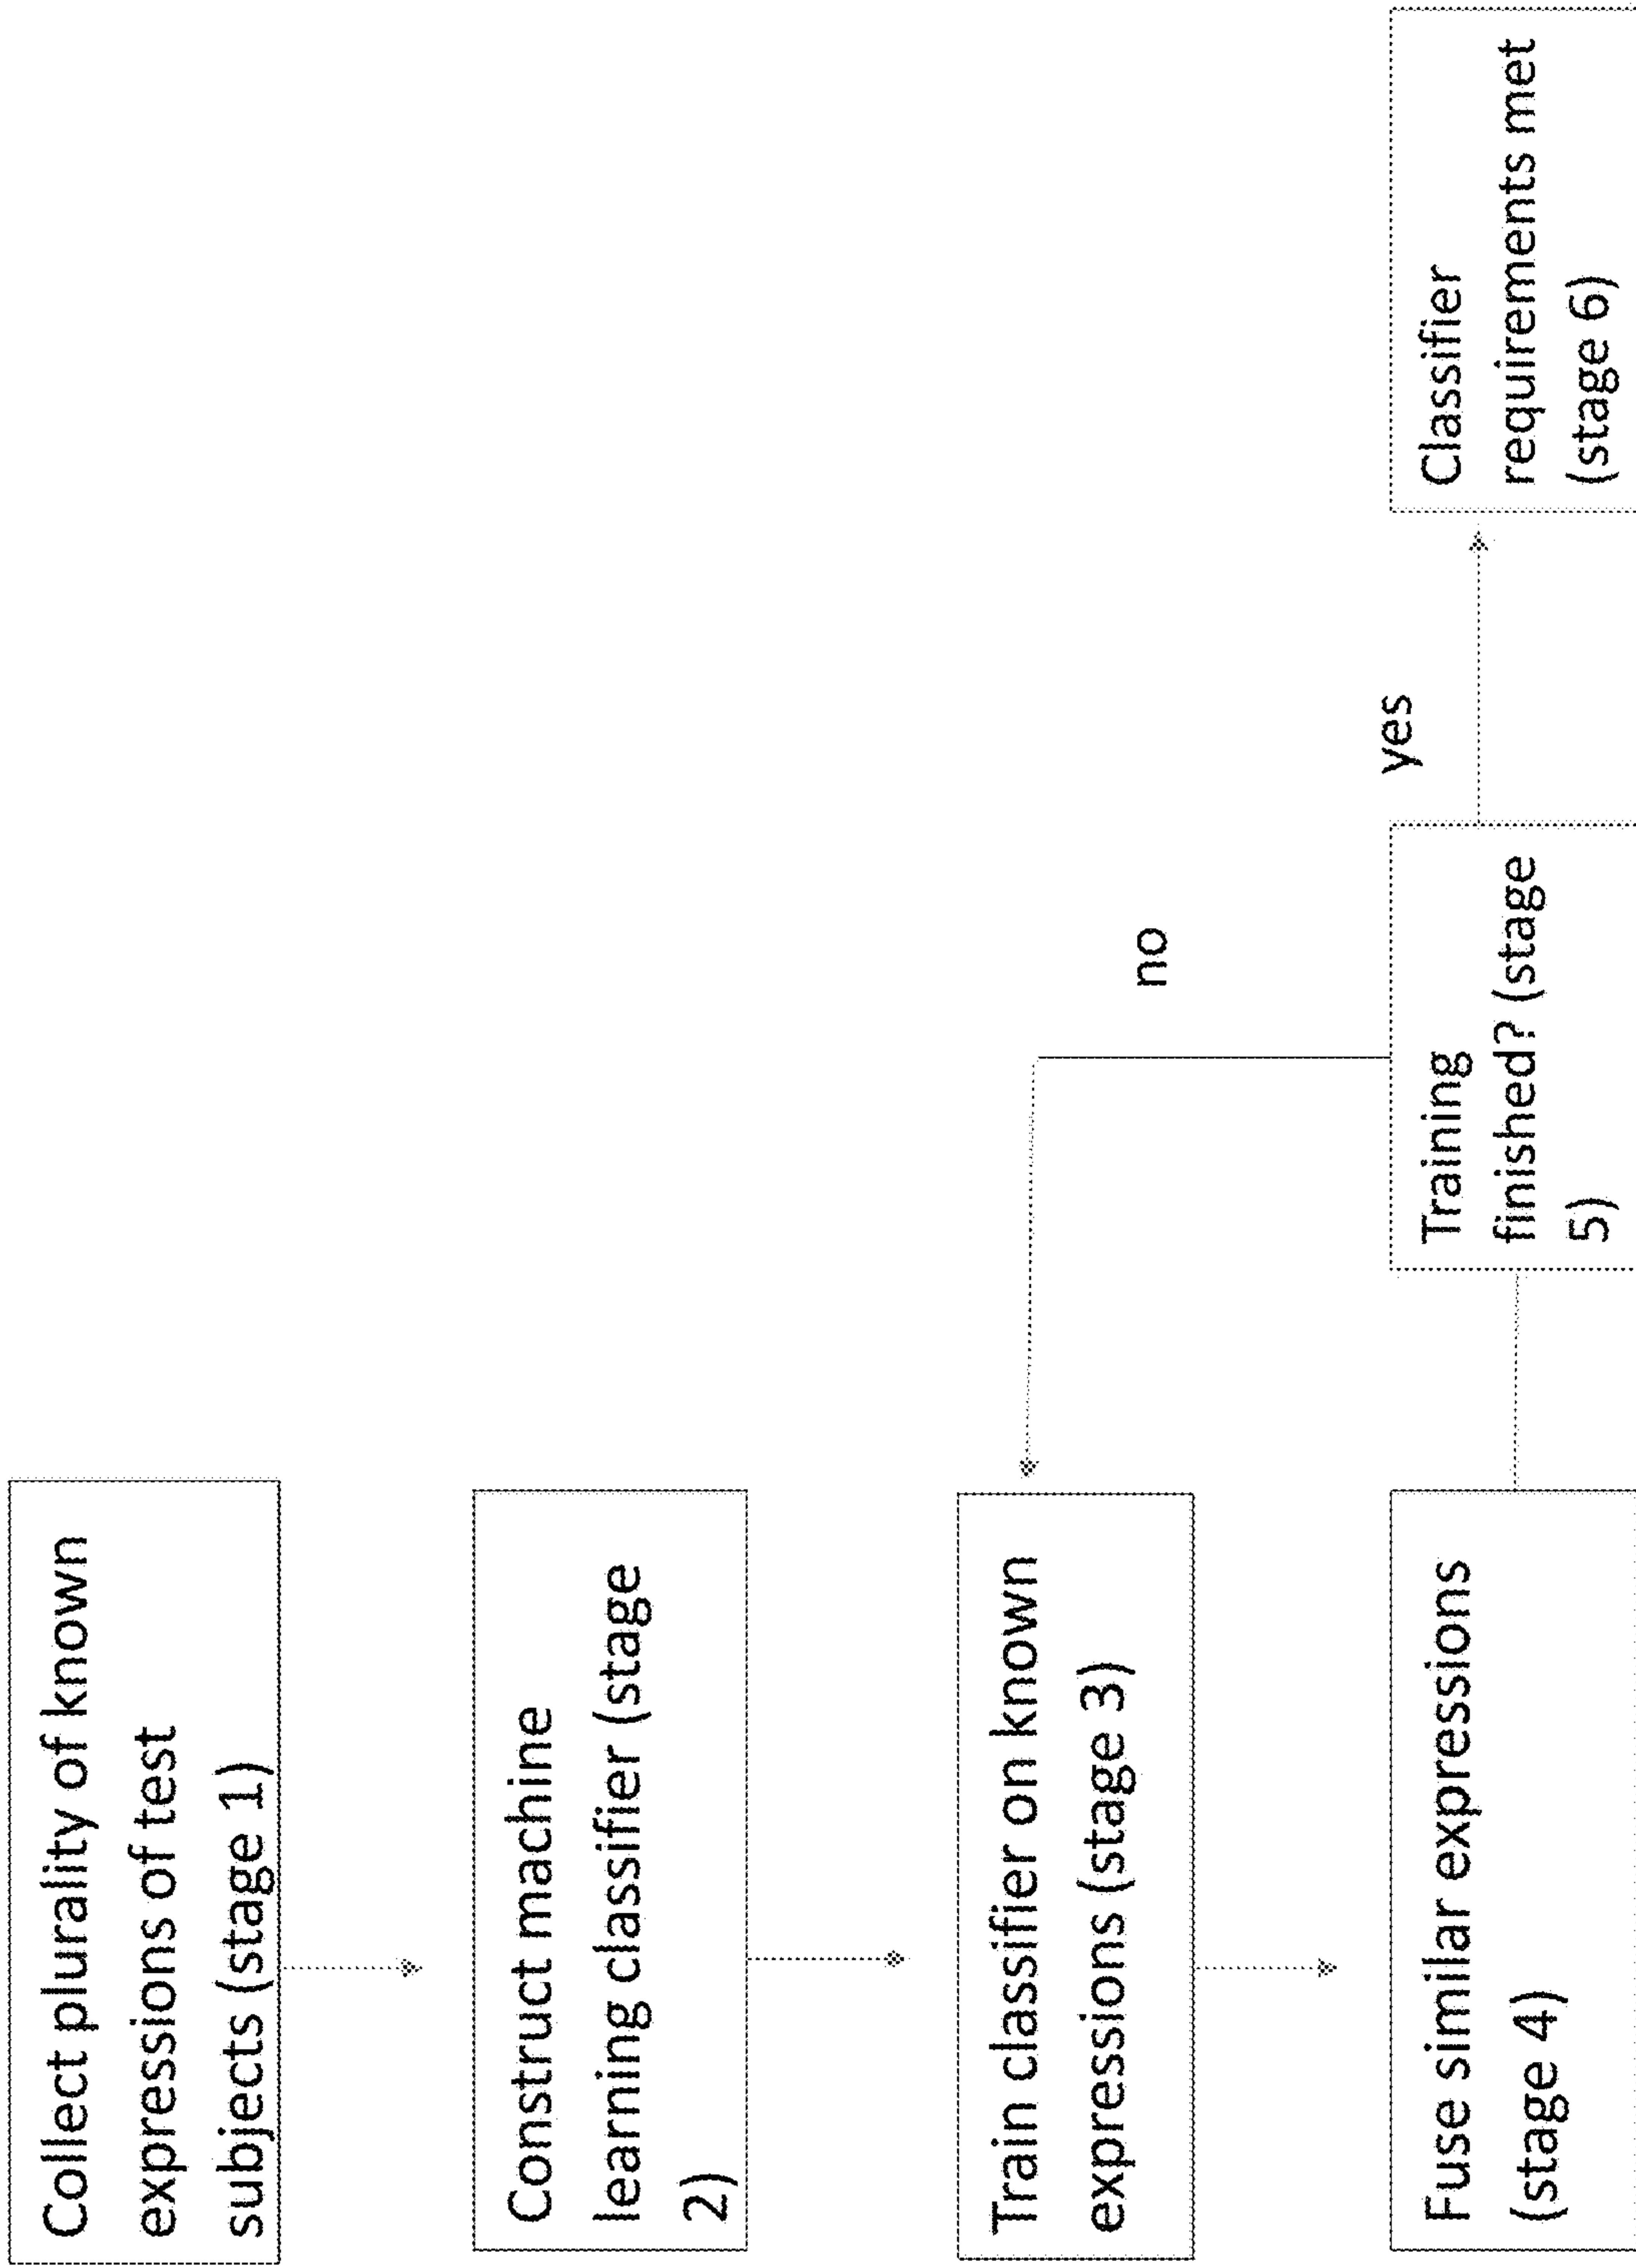 Collect plurality of known
expressions of test
subjects (stage 1)
Construct machine
learning classifier (stage
2)
Train classifier on known
expressions (stage 3)
Fuse similar expressions
(stage 4)
Training
finished? (stage
5)
no
yes
Classifier
requirements met
(stage 6)